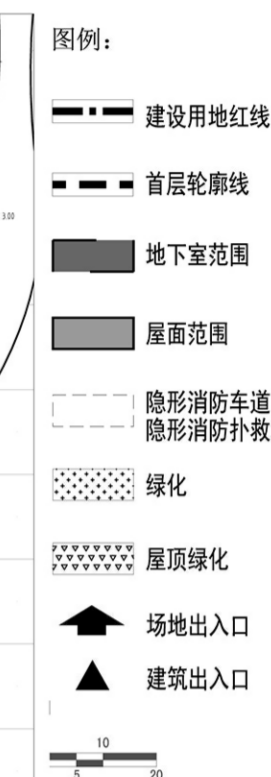 图例：
建设用地红线
3.00
首层轮廓线
地下室范围
屋面范围
隐形消防车道
隐形消防扑救
绿化
屋顶绿化
场地出入口
建筑出入口
10
5 20